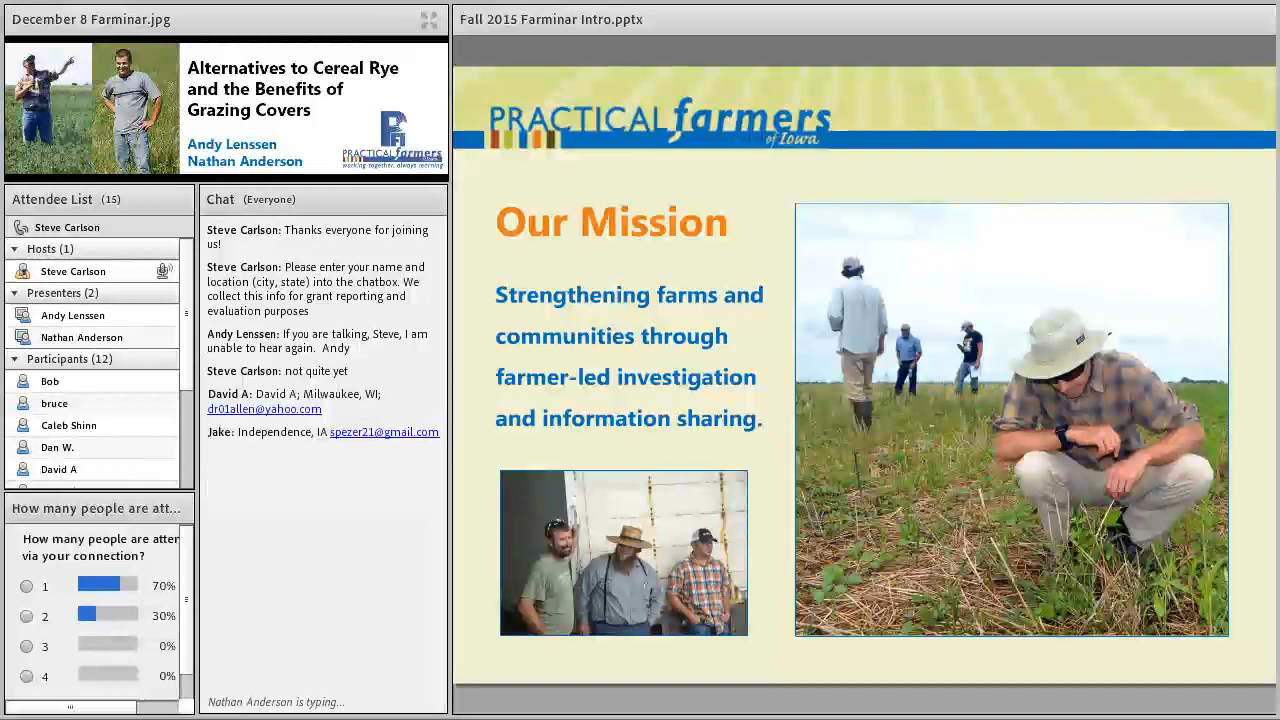 December 8 Farminar.jpg
Alternatives to Cereal Rye
and the Benefits of
Grazing Covers
Andy Lenssen
Nathan Anderson
PRACTICAL farmers
working together, always learning
Attendee List (15)
Steve Carlson
Hosts (1)
Steve Carlson
Presenters (2)
Andy Lenssen
Nathan Anderson
Participants (12)
Bob
bruce
Caleb Shinn
Dan W.
David A
How many people are att...
How many people are atter
via your connection?
1 70%
2 30%
3 0%
4 0%
Chat (Everyone)
Steve Carlson: Thanks everyone for joining
us!
Steve Carlson: Please enter your name and
location (city, state) into the chatbox. We
collect this info for grant reporting and
evaluation purposes
Andy Lenssen: If you are talking, Steve, I am
unable to hear again. Andy
Steve Carlson: not quite yet
David A: David A; Milwaukee, WI;
dr01allen@yahoo.com
Jake: Independence, IA spezer21@gmail.com
Nathan Anderson is typing...
Fall 2015 Farminar Intro.pptx
PRACTICAL farmers
of Iowa
Our Mission
Strengthening farms and
communities through
farmer-led investigation
and information sharing.